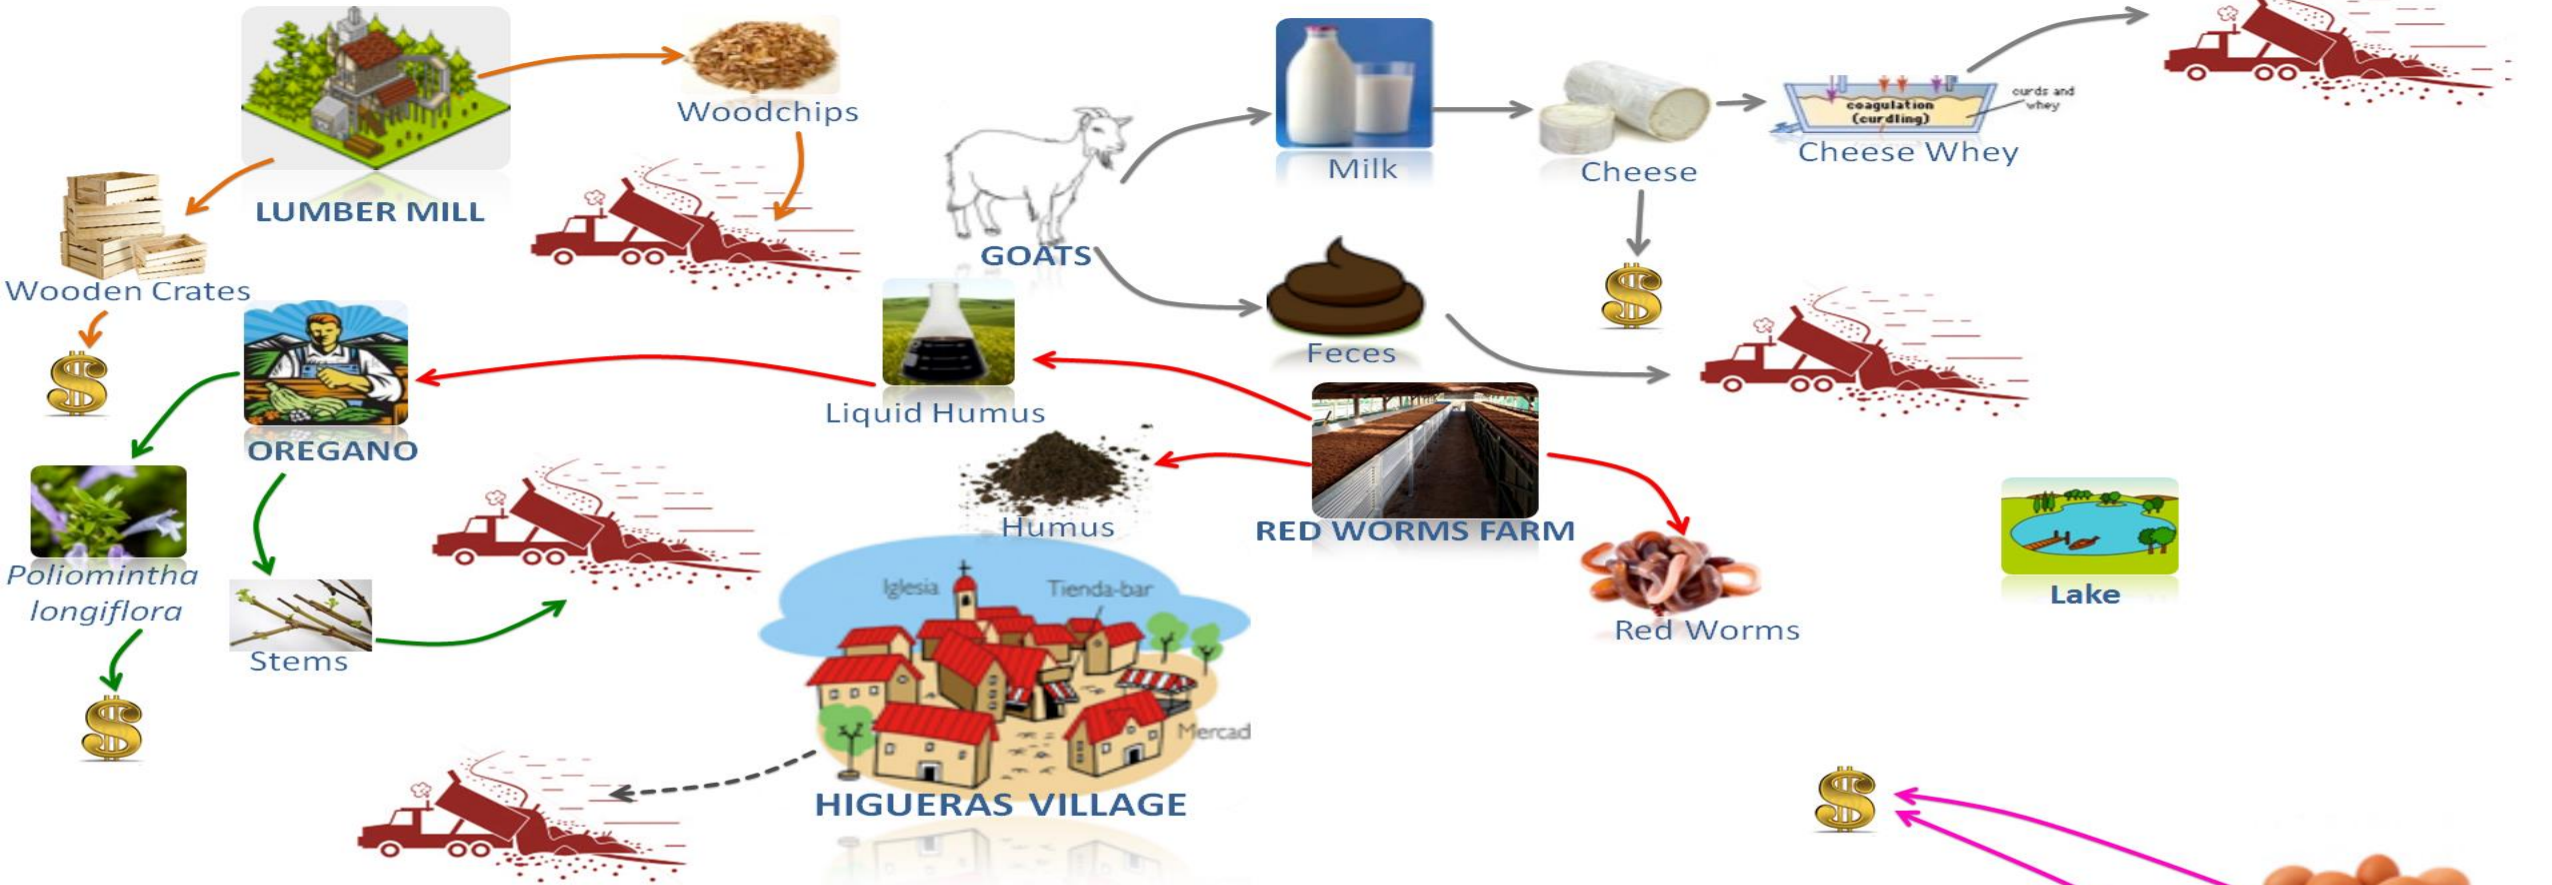 Woodchips
LUMBER MILL
Wooden Crates
GOATS
Milk
Cheese
coagulation
(curdling)
curds and
whey
Cheese Whey
Feces
Liquid Humus
OREGANO
Humus
RED WORMS FARM
Red Worms
Lake
Poliomintha
longiflora
Stems
Iglesia
Tienda-bar
Mercad
HIGUERAS VILLAGE
$
$
$
$